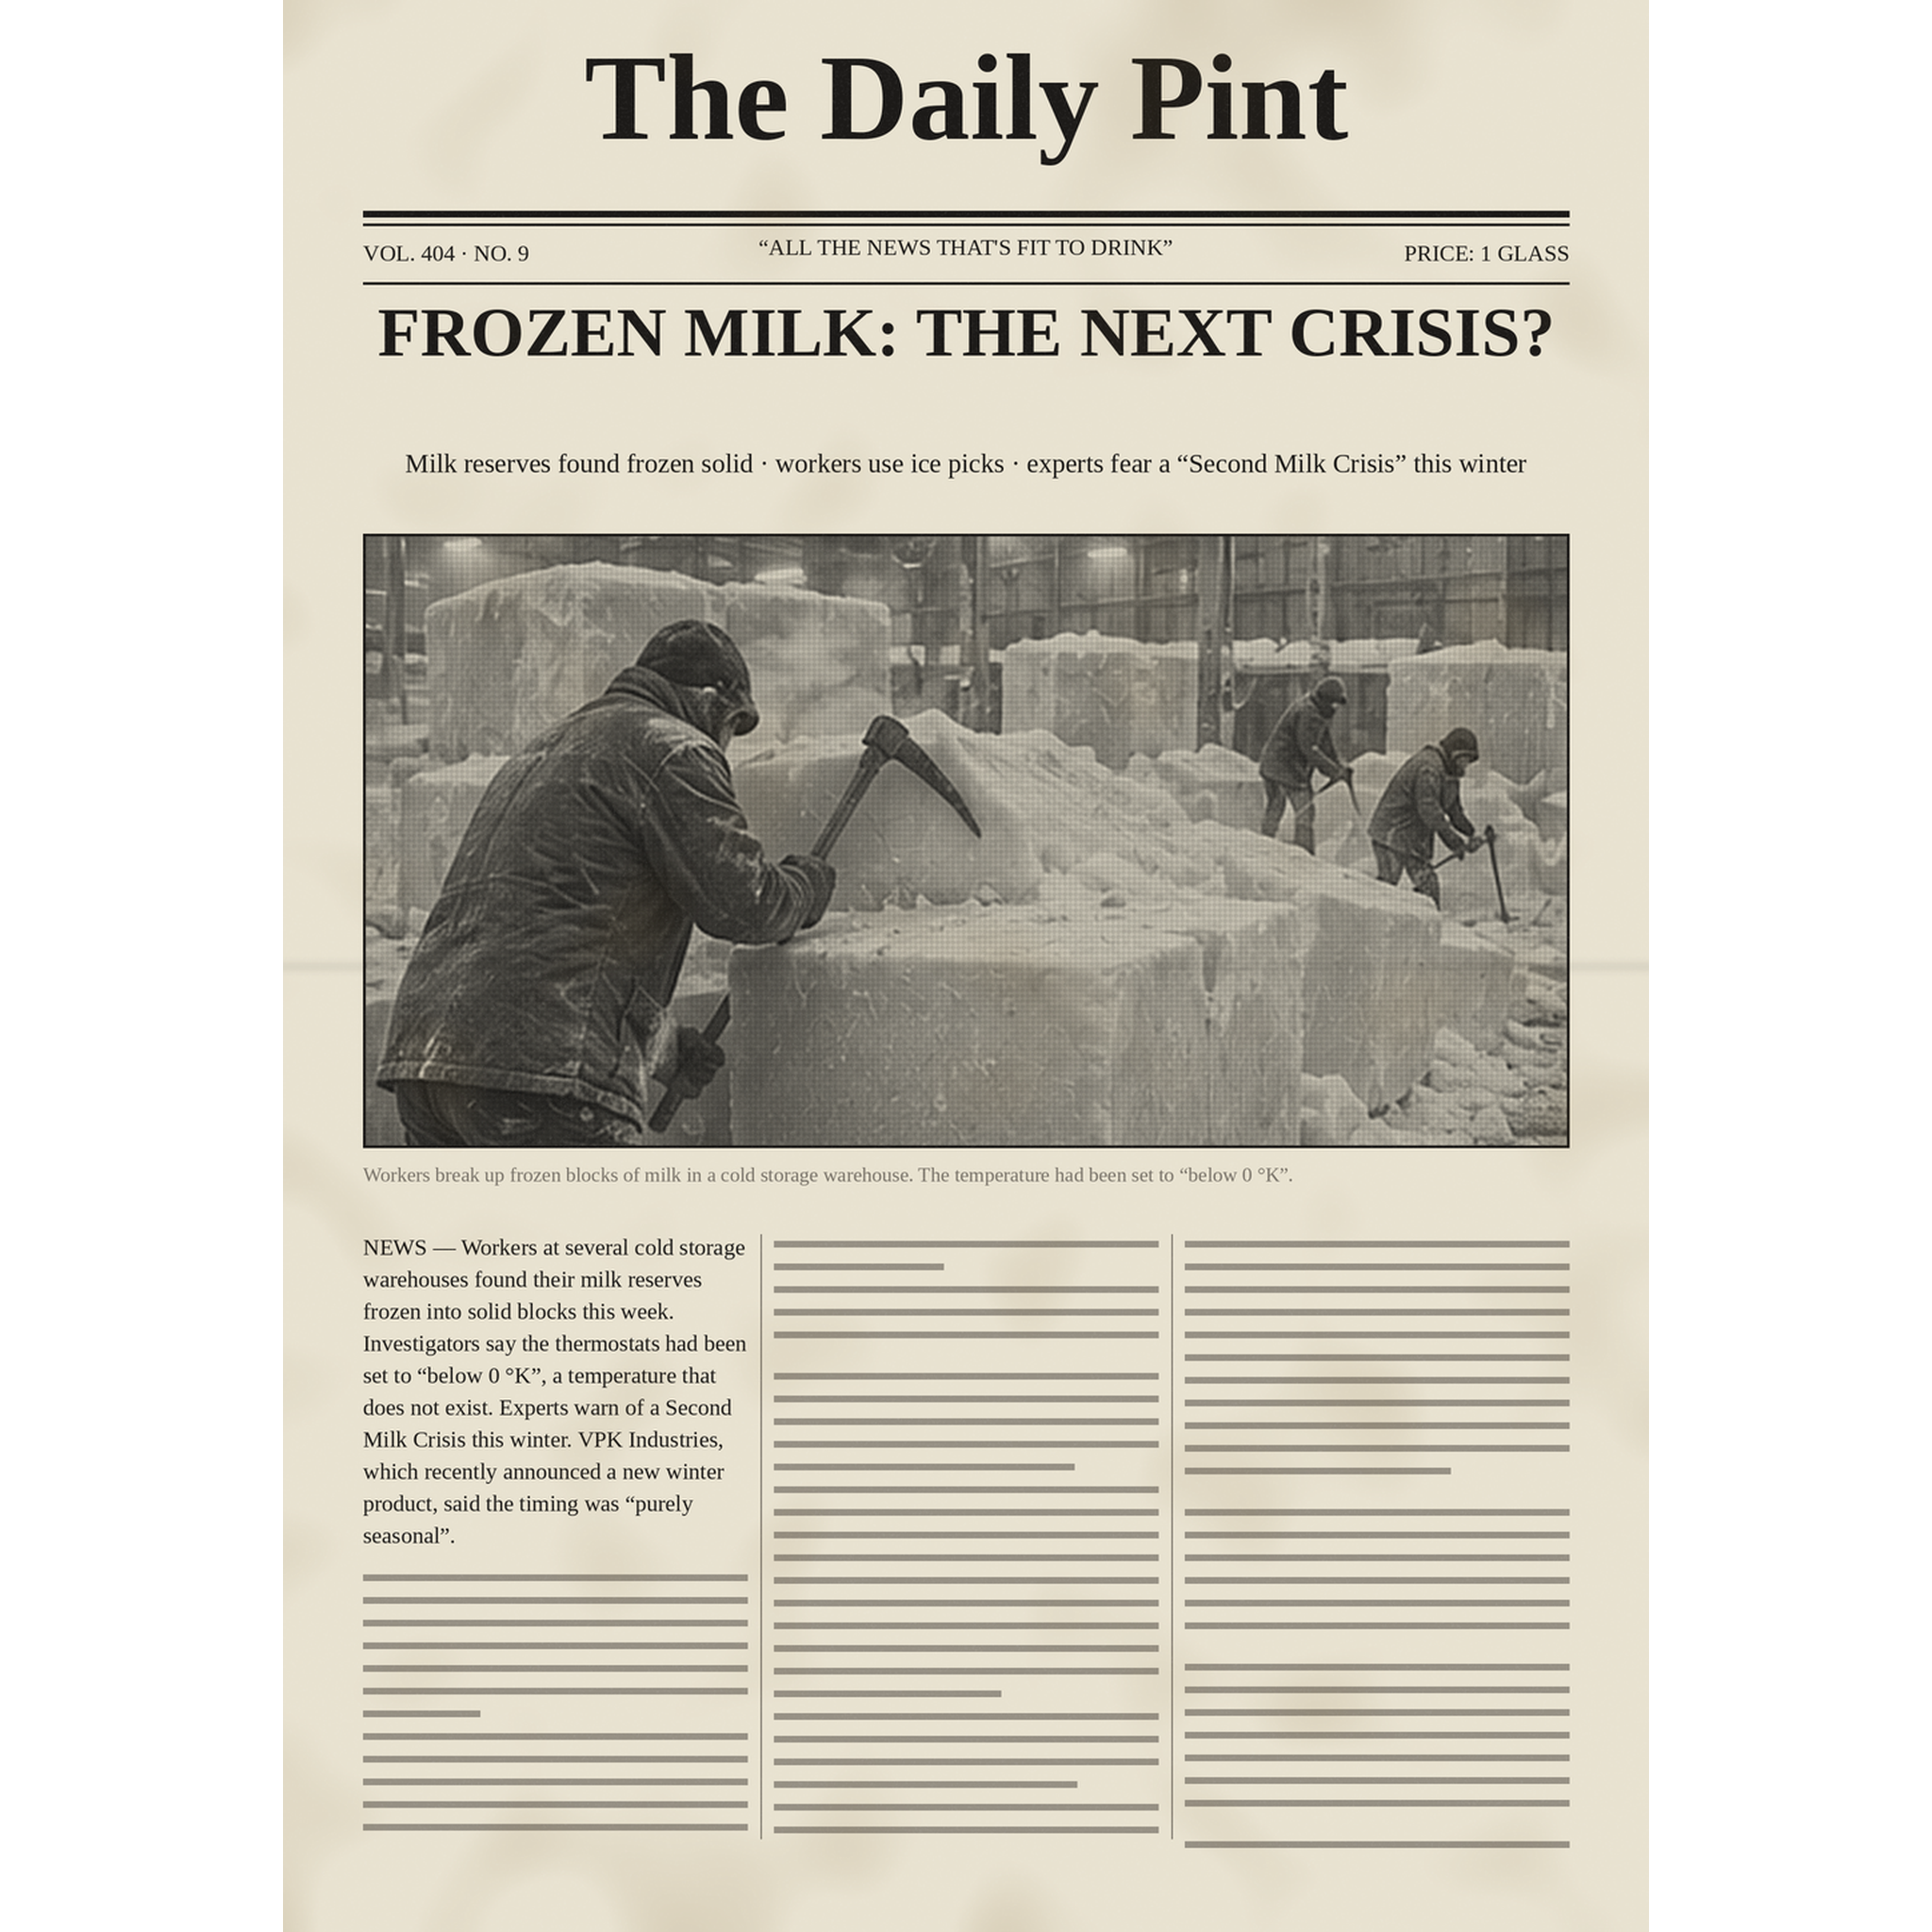 The Daily Pint
VOL. 404 · NO. 9
“ALL THE NEWS THAT'S FIT TO DRINK”
PRICE: 1 GLASS
FROZEN MILK: THE NEXT CRISIS?
Milk reserves found frozen solid · workers use ice picks · experts fear a “Second Milk Crisis” this winter
Workers break up frozen blocks of milk in a cold storage warehouse. The temperature had been set to “below 0 °K”.
NEWS — Workers at several cold storage
warehouses found their milk reserves
frozen into solid blocks this week.
Investigators say the thermostats had been
set to “below 0 °K”, a temperature that
does not exist. Experts warn of a Second
Milk Crisis this winter. VPK Industries,
which recently announced a new winter
product, said the timing was “purely
seasonal”.